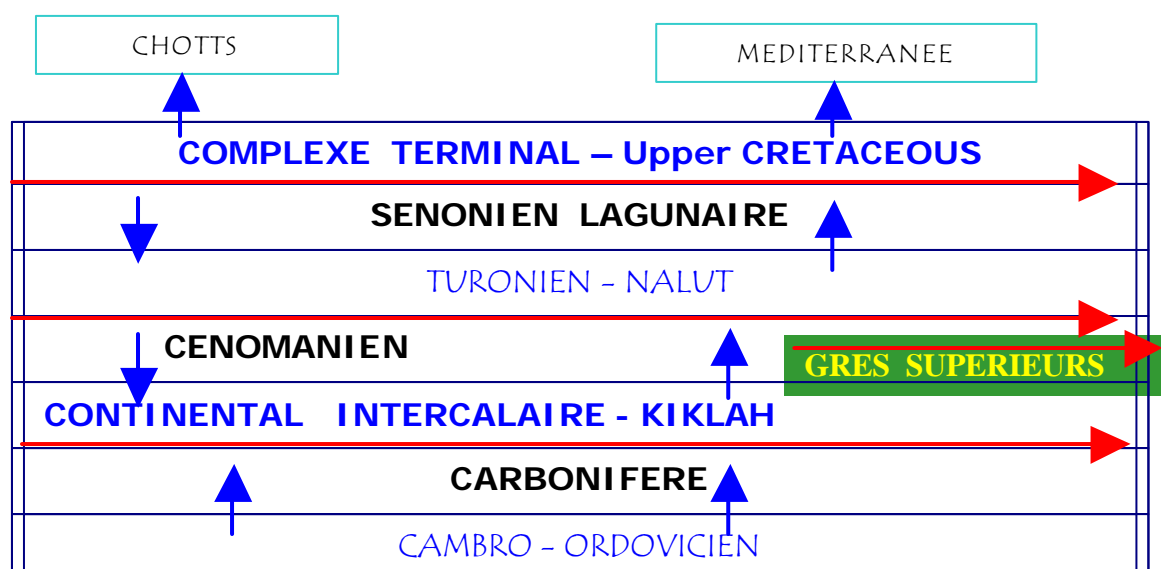 CHOTTS
MEDITERRANEE
COMPLEXE TERMINAL – Upper CRETACEOUS
SENONIEN LAGUNAIRE
TURONIEN - NALUT
CENOMANIEN
GRES SUPERIEURS
CONTINENTAL INTERCALAIRE - KIKLAH
CARBONIFERE
CAMBRO - ORDOVICIEN